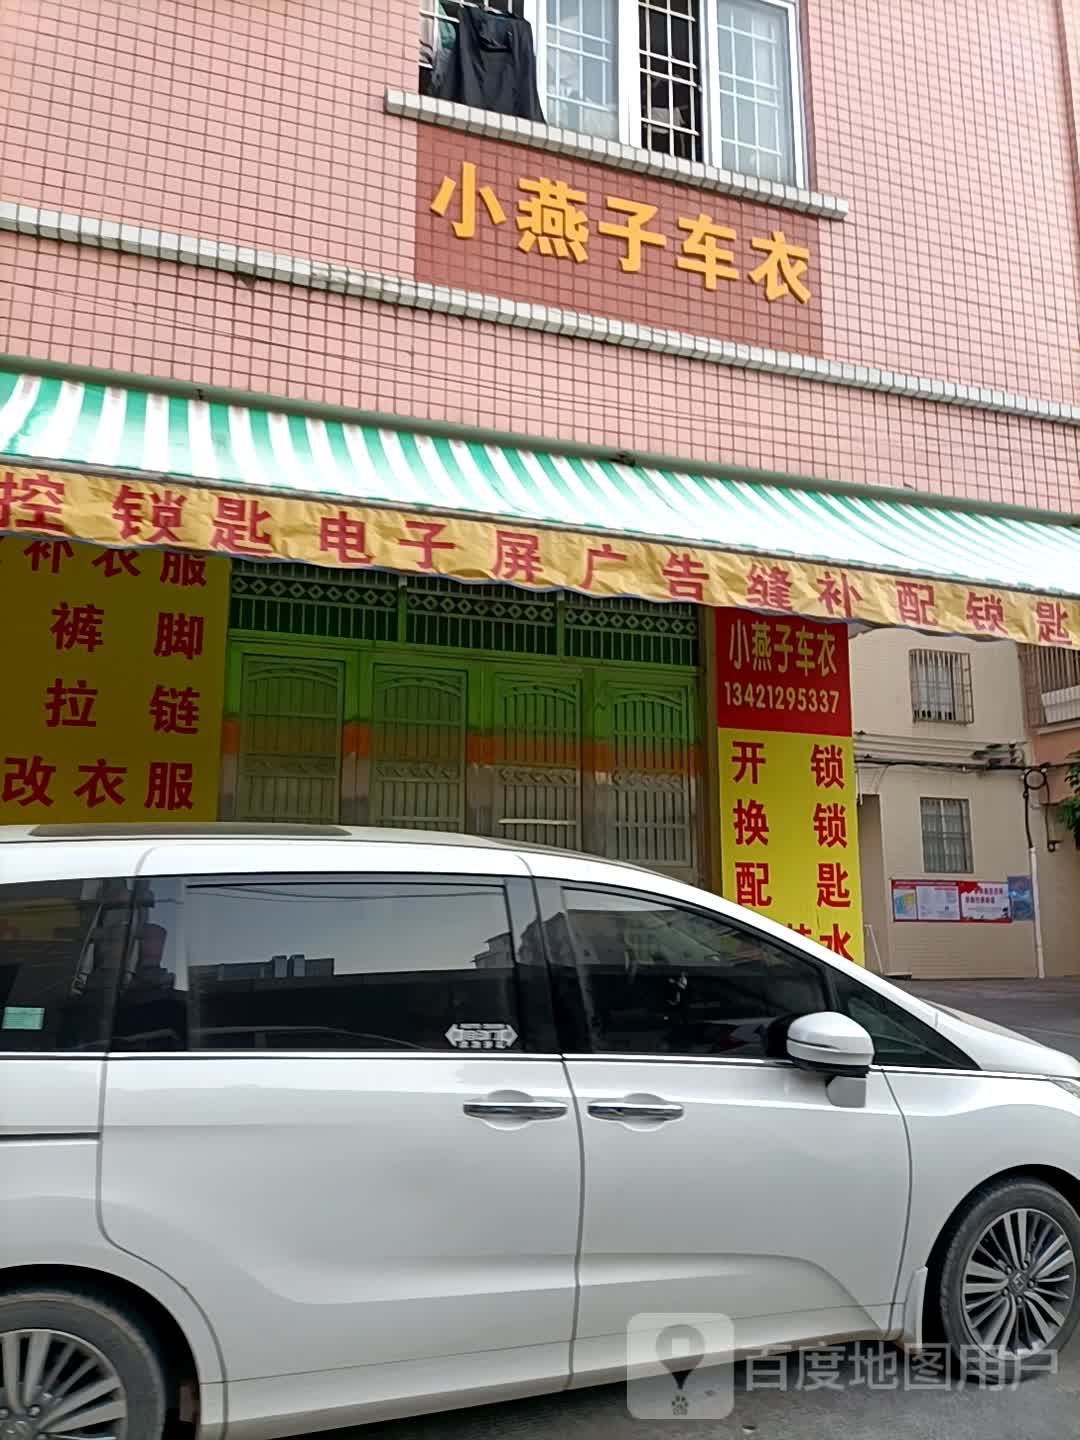 小燕子车衣
控 锁匙 电子屏广告 缝补 配锁匙
补衣服
裤脚
拉链
改衣服
小燕子车衣
13421295337
开锁
换锁
配匙
水
百度地图用户